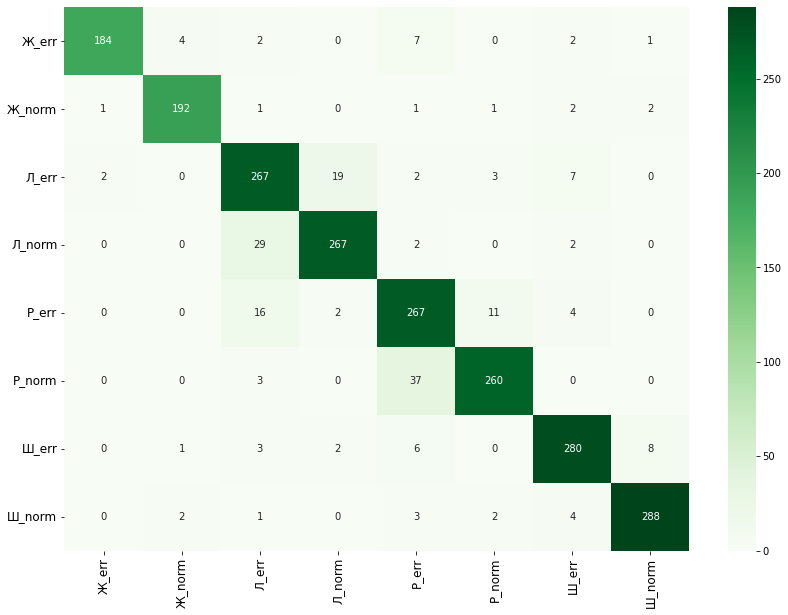 Ж_err 184 4 2 0 7 0 2 1
Ж_norm 1 192 1 0 1 1 2 2
Л_err 2 0 267 19 2 3 7 0
Л_norm 0 0 29 267 2 0 2 0
Р_err 0 0 16 2 267 11 4 0
Р_norm 0 0 3 0 37 260 0 0
Ш_err 0 1 3 2 6 0 280 8
Ш_norm 0 2 1 0 3 2 4 288
Ж_err Ж_norm Л_err Л_norm Р_err Р_norm Ш_err Ш_norm
250
200
150
100
50
0